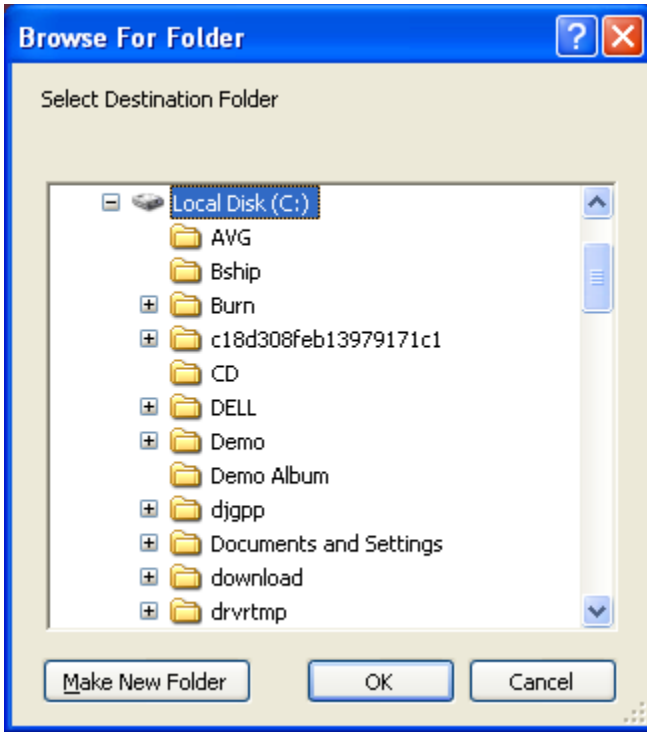 Browse For Folder
Select Destination Folder
Local Disk (C:)
AVG
Bship
Burn
c18d308feb13979171c1
CD
DELL
Demo
Demo Album
djgpp
Documents and Settings
download
drvrtmp
Make New Folder OK Cancel